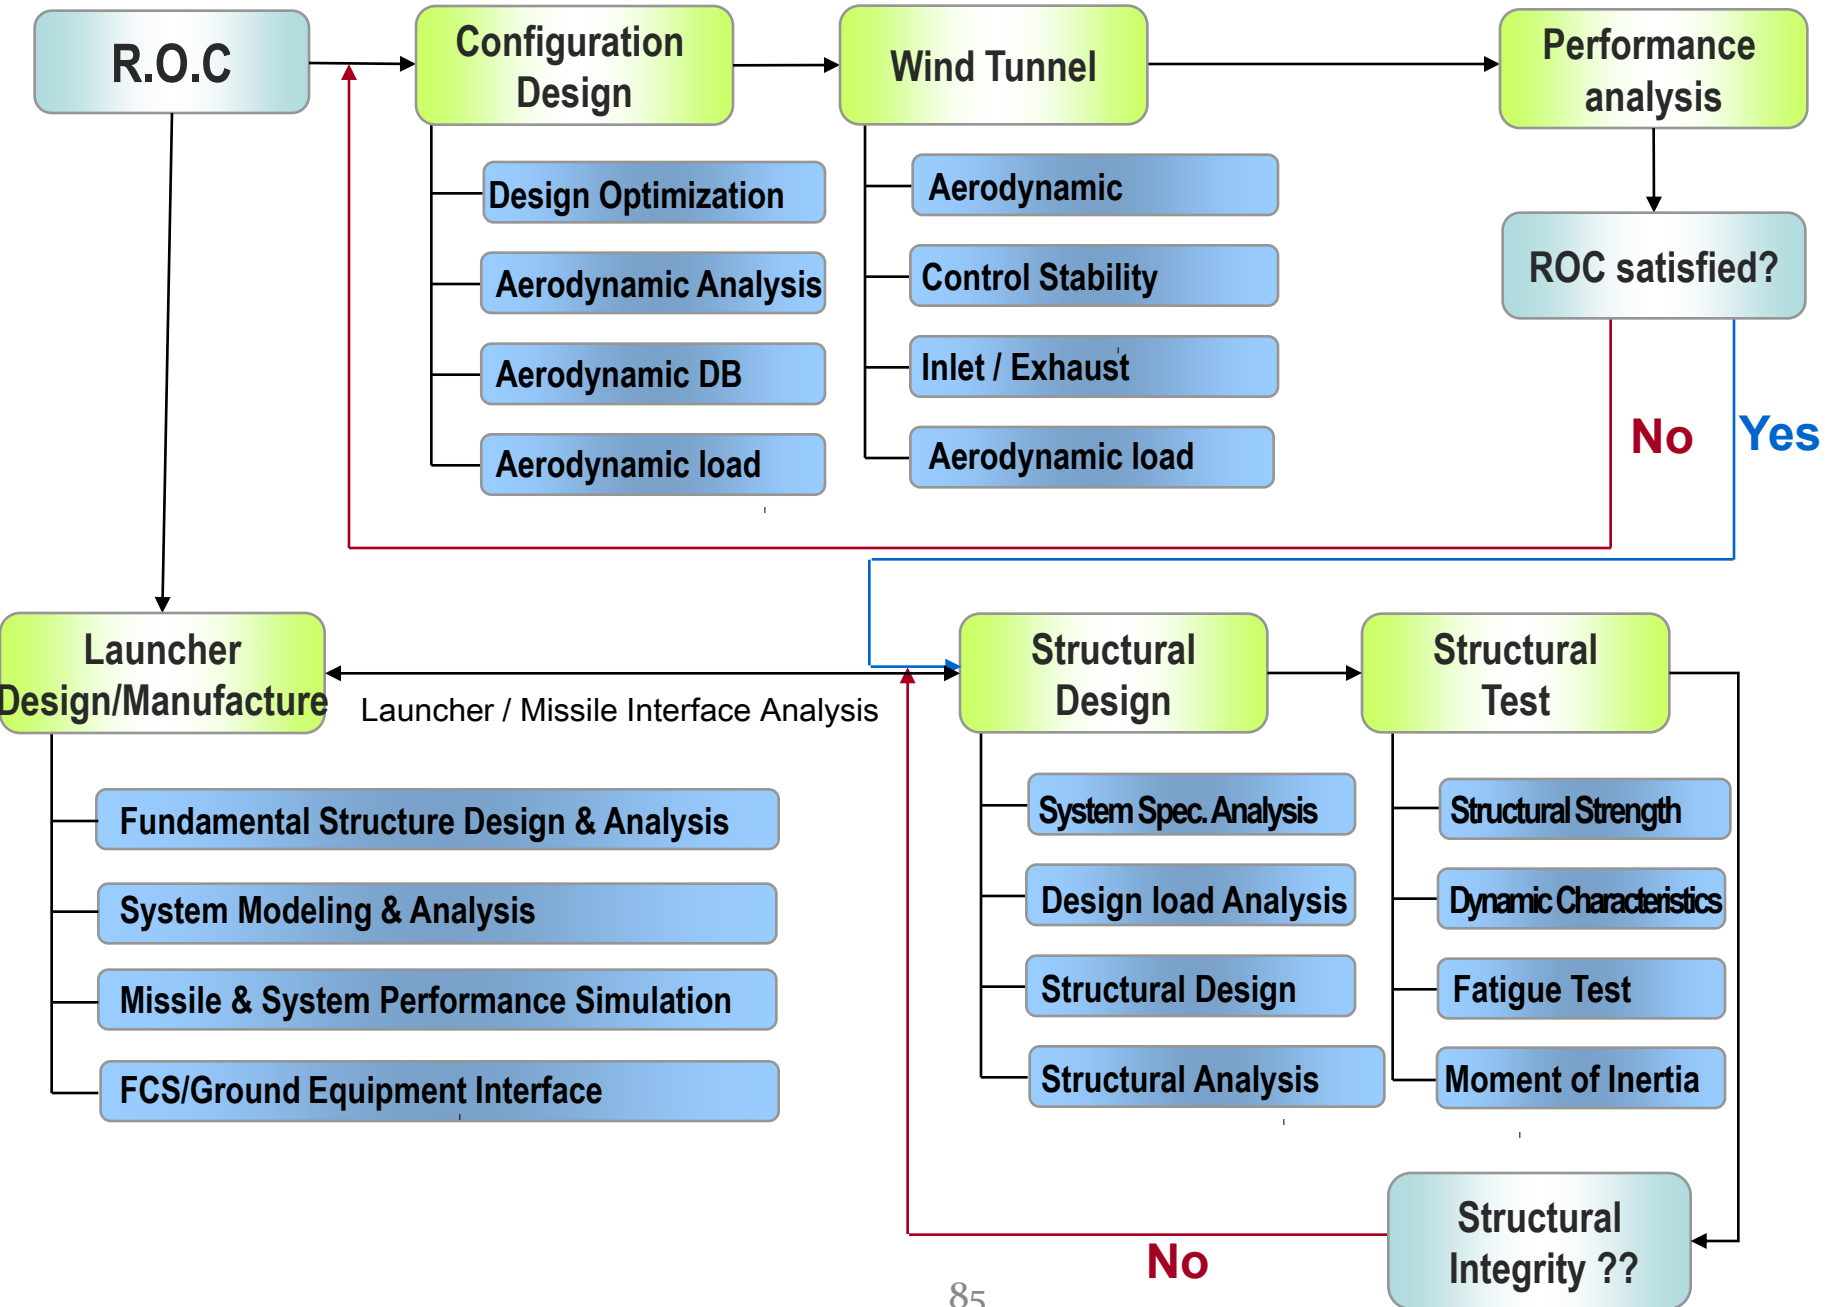 R.O.C
Configuration
Design
Wind Tunnel
Performance
analysis
Design Optimization
Aerodynamic Analysis
Aerodynamic DB
Aerodynamic load
Aerodynamic
Control Stability
Inlet / Exhaust
Aerodynamic load
ROC satisfied?
No
Yes
Launcher
Design/Manufacture
Launcher / Missile Interface Analysis
Structural
Design
Structural
Test
Fundamental Structure Design & Analysis
System Modeling & Analysis
Missile & System Performance Simulation
FCS/Ground Equipment Interface
System Spec. Analysis
Design load Analysis
Structural Design
Structural Analysis
Structural Strength
Dynamic Characteristics
Fatigue Test
Moment of Inertia
Structural
Integrity ??
No
85